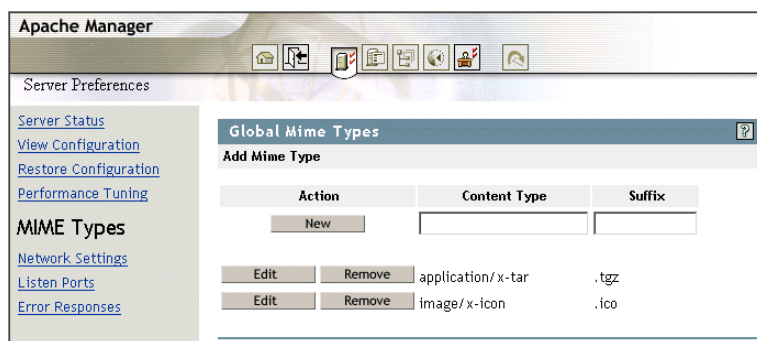 Apache Manager
Server Preferences
Server Status
View Configuration
Restore Configuration
Performance Tuning
MIME Types
Network Settings
Listen Ports
Error Responses
Global Mime Types ?
Add Mime Type
Action Content Type Suffix
New
Edit Remove application/x-tar .tgz
Edit Remove image/x-icon .ico